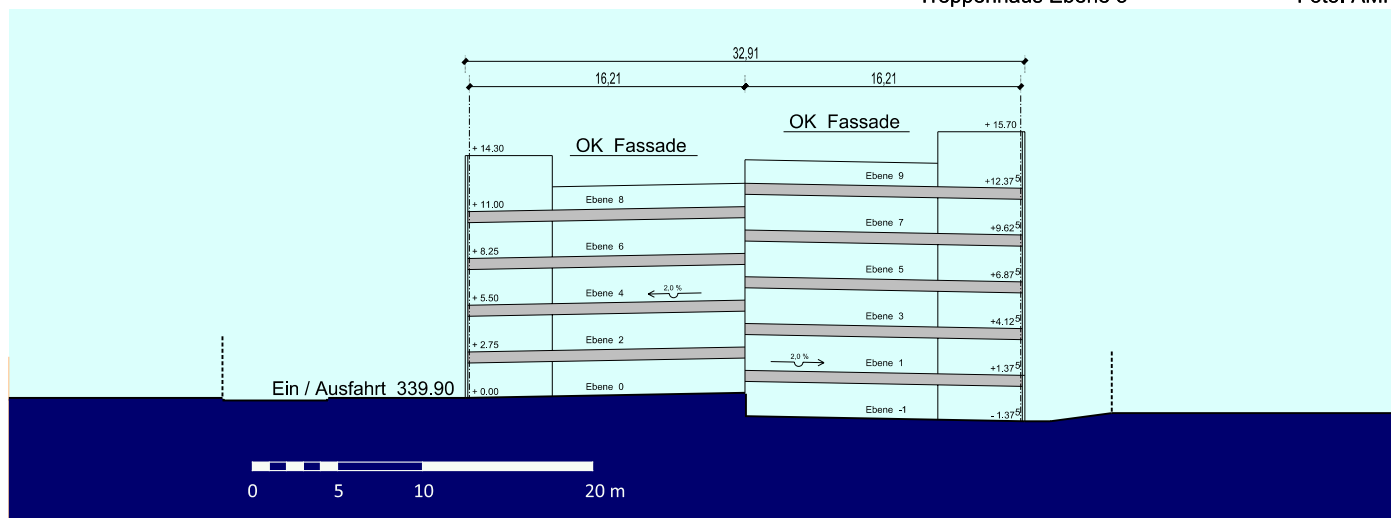 32,91
16,21 16,21
OK Fassade + 15.70
+ 14.30 OK Fassade
Ebene 9 +12.37⁵
Ebene 8
+ 11.00
Ebene 7 +9.62⁵
Ebene 6
+ 8.25
Ebene 5 +6.87⁵
Ebene 4 2,0 %
+ 5.50
Ebene 3 +4.12⁵
Ebene 2
+ 2.75
2,0 %
Ebene 1 +1.37⁵
Ein / Ausfahrt 339.90 + 0.00 Ebene 0
Ebene -1 - 1.37⁵
0 5 10 20 m